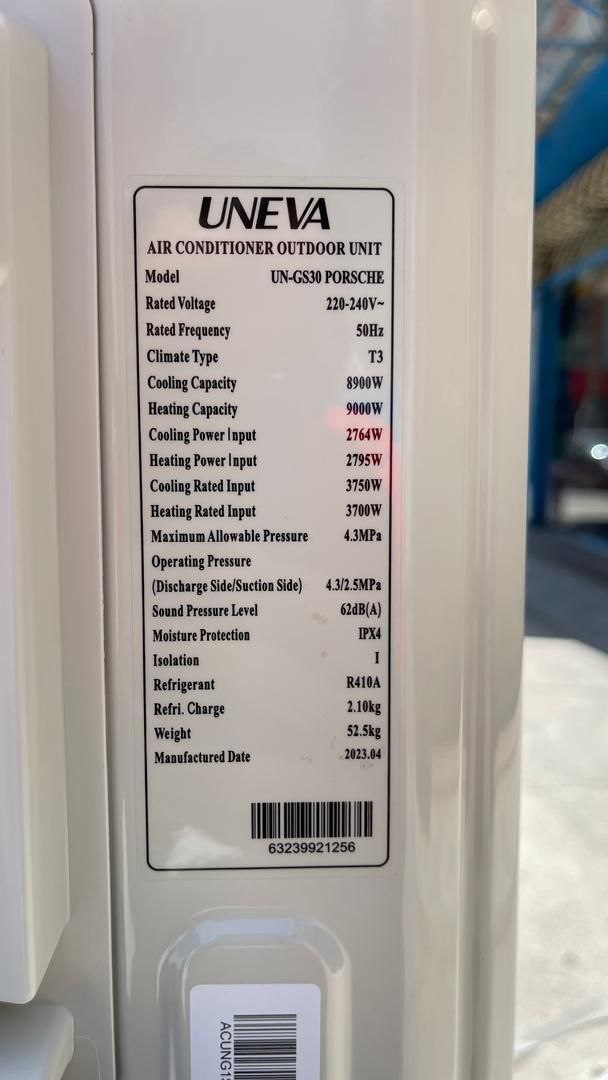 UNEVA
AIR CONDITIONER OUTDOOR UNIT
Model UN-GS30 PORSCHE
Rated Voltage 220-240V~
Rated Frequency 50Hz
Climate Type T3
Cooling Capacity 8900W
Heating Capacity 9000W
Cooling Power Input 2764W
Heating Power Input 2795W
Cooling Rated Input 3750W
Heating Rated Input 3700W
Maximum Allowable Pressure 4.3MPa
Operating Pressure
(Discharge Side/Suction Side) 4.3/2.5MPa
Sound Pressure Level 62dB(A)
Moisture Protection IPX4
Isolation I
Refrigerant R410A
Refri. Charge 2.10kg
Weight 52.5kg
Manufactured Date 2023.04
63239921256